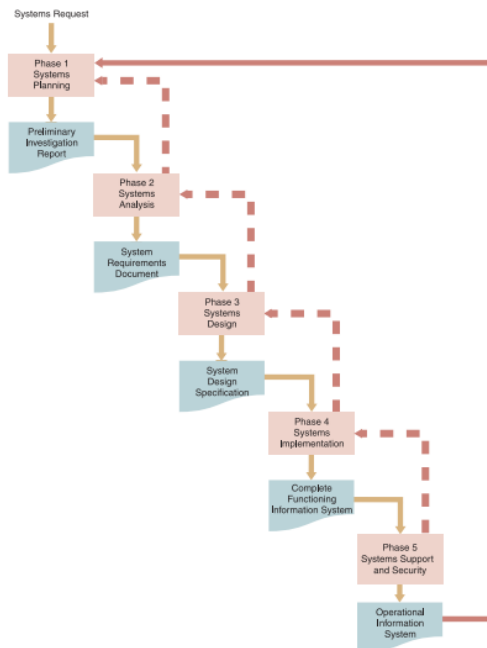 Systems Request
Phase 1
Systems
Planning
Preliminary
Investigation
Report
Phase 2
Systems
Analysis
System
Requirements
Document
Phase 3
Systems
Design
System
Design
Specification
Phase 4
Systems
Implementation
Complete
Functioning
Information System
Phase 5
Systems Support
and Security
Operational
Information
System